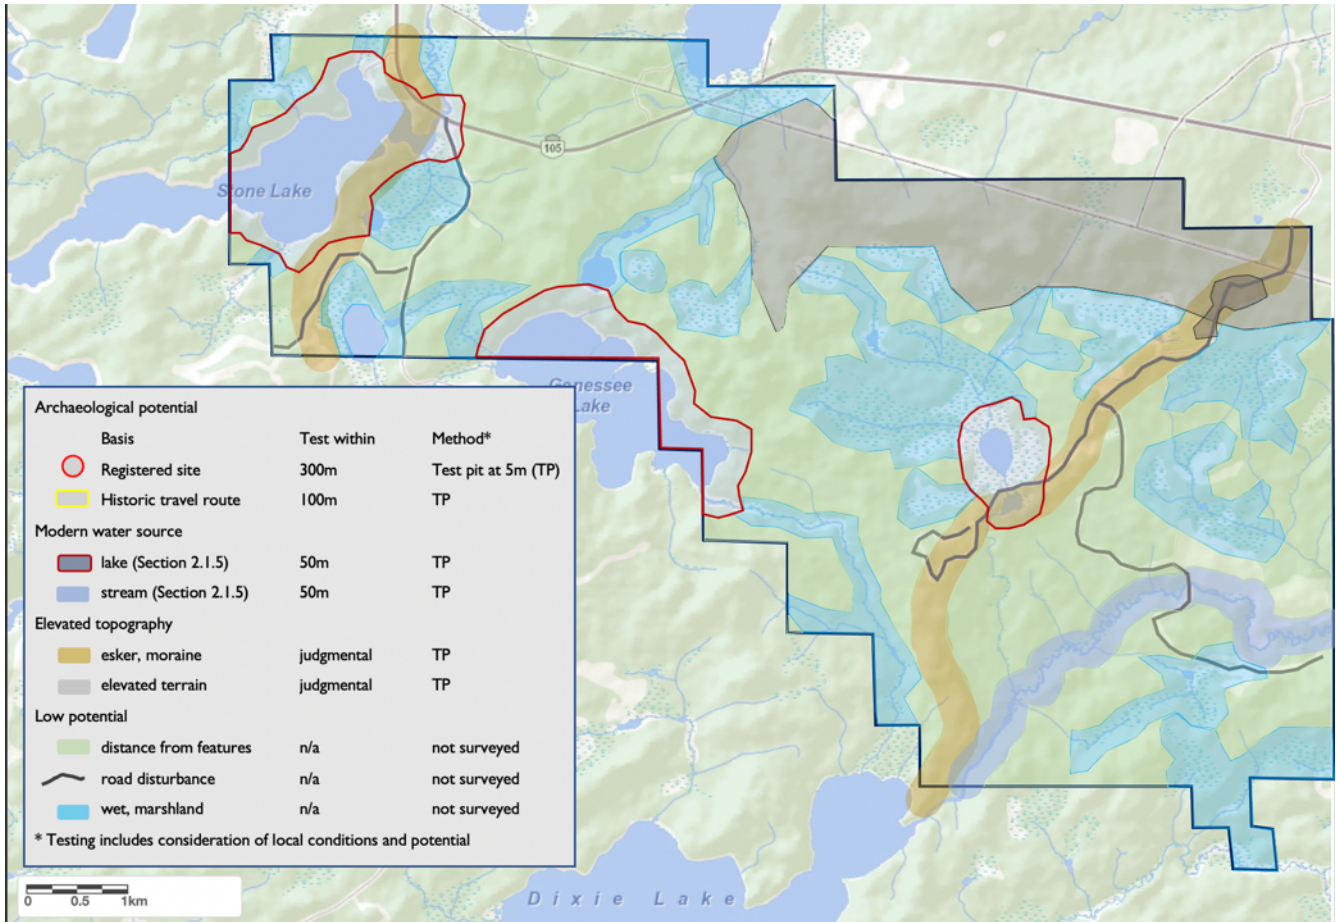 105
Stone Lake
Genessee
Lake
Archaeological potential
Basis Test within Method*
Registered site 300m Test pit at 5m (TP)
Historic travel route 100m TP
Modern water source
lake (Section 2.1.5) 50m TP
stream (Section 2.1.5) 50m TP
Elevated topography
esker, moraine judgmental TP
elevated terrain judgmental TP
Low potential
distance from features n/a not surveyed
road disturbance n/a not surveyed
wet, marshland n/a not surveyed
* Testing includes consideration of local conditions and potential
0 0.5 1km
Dixie Lake